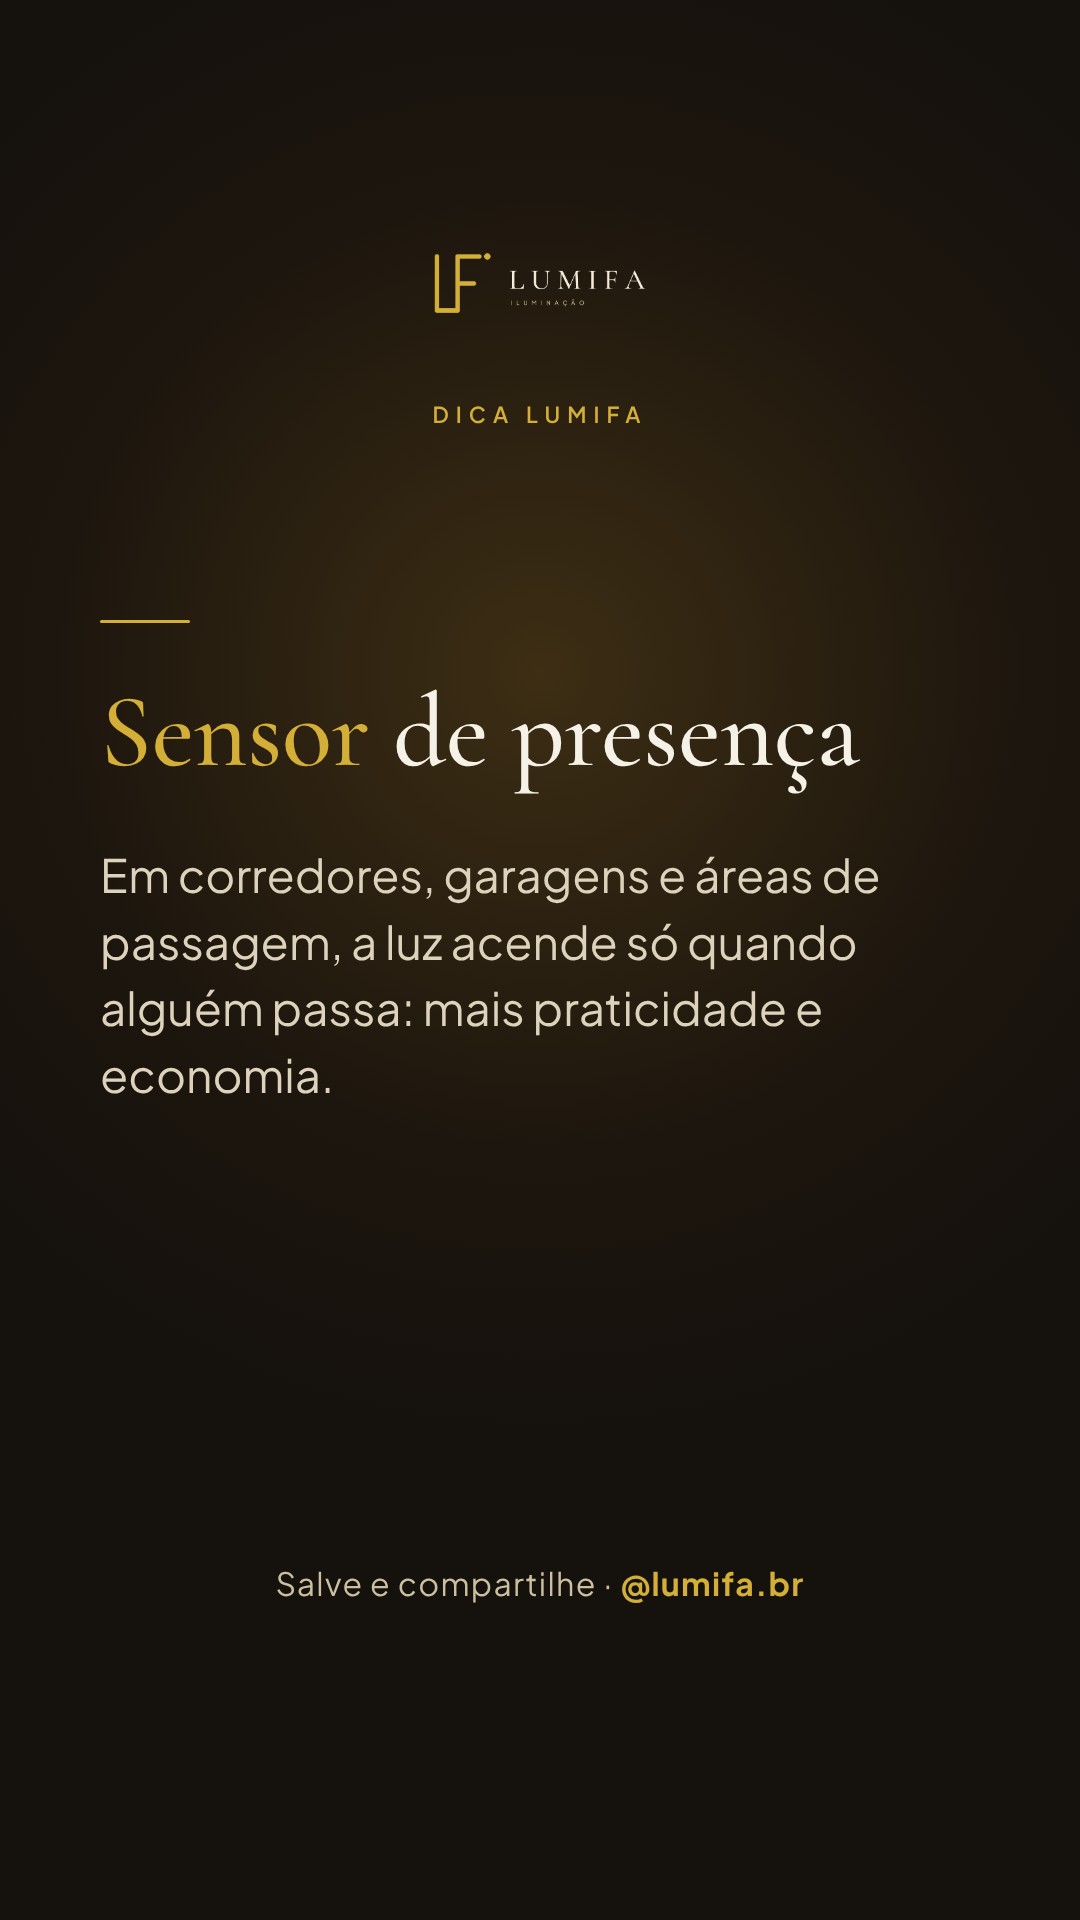 LF
LUMIFA
ILUMINAÇÃO
DICA LUMIFA
Sensor de presença
Em corredores, garagens e áreas de
passagem, a luz acende só quando
alguém passa: mais praticidade e
economia.
Salve e compartilhe · @lumifa.br